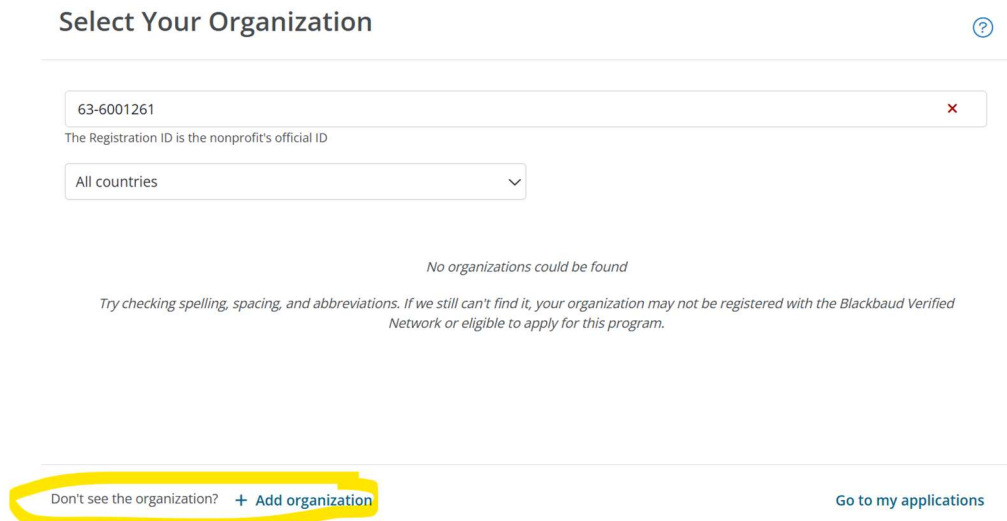 Select Your Organization
?
63-6001261
The Registration ID is the nonprofit's official ID
All countries
No organizations could be found
Try checking spelling, spacing, and abbreviations. If we still can't find it, your organization may not be registered with the Blackbaud Verified
Network or eligible to apply for this program.
Don't see the organization? + Add organization
Go to my applications